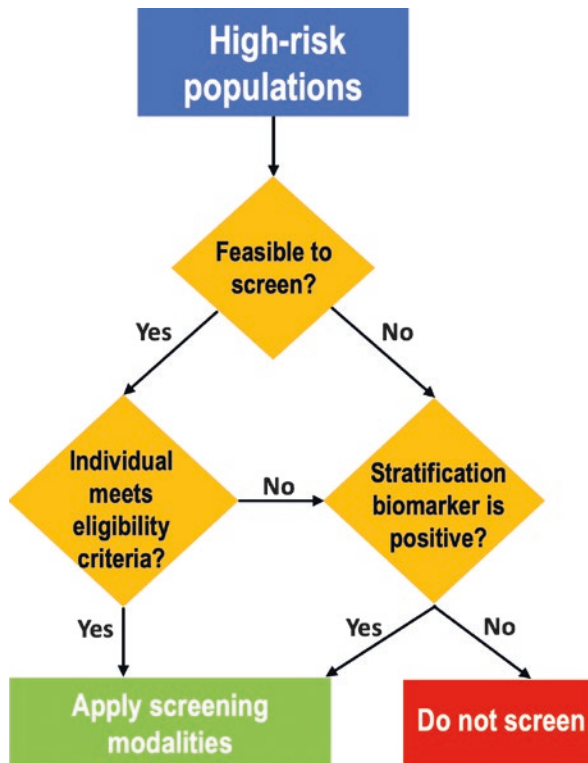 High-risk
populations
Feasible to
screen?
Yes
No
Individual
meets
eligibility
criteria?
No
Stratification
biomarker is
positive?
Yes
Yes
No
Apply screening
modalities
Do not screen